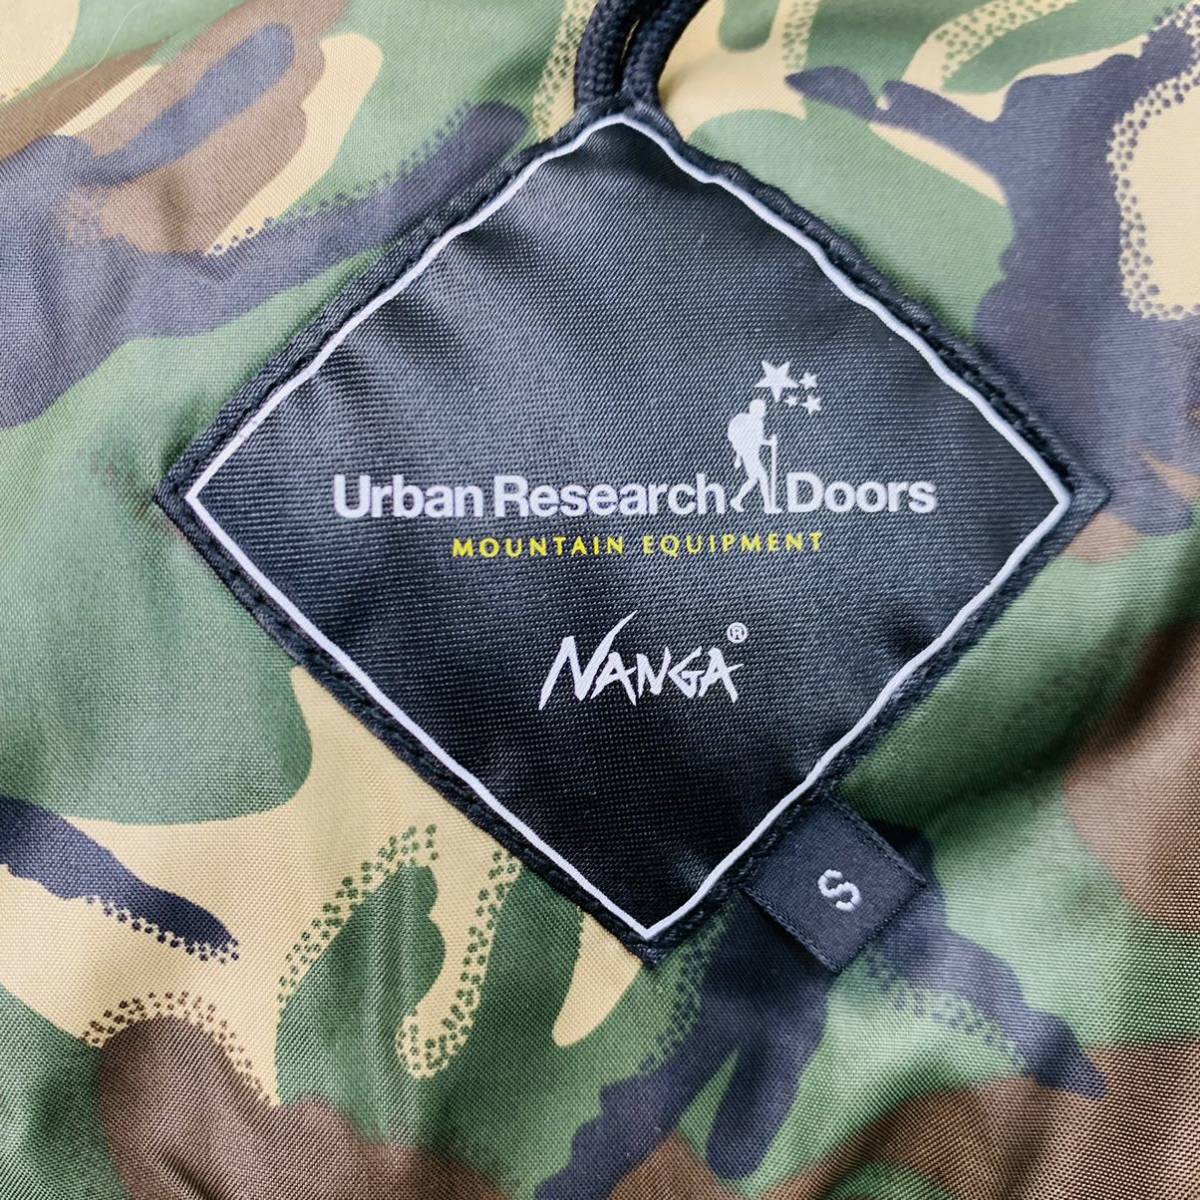 Urban Research Doors
MOUNTAIN EQUIPMENT
NANGA®
S